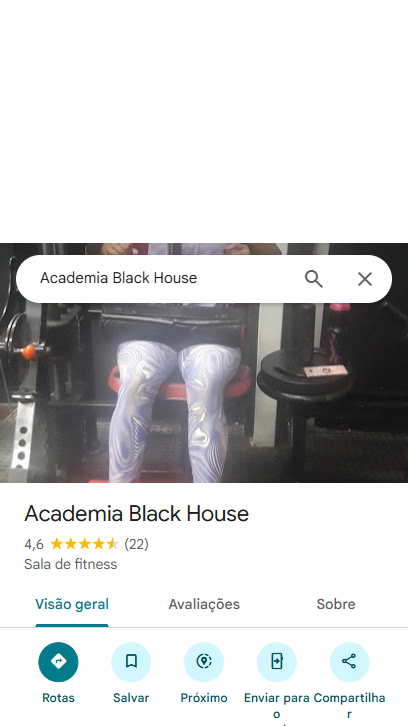 Academia Black House
Academia Black House
4,6 (22)
Sala de fitness
Visão geral Avaliações Sobre
Rotas Salvar Próximo Enviar para Compartilha
o r